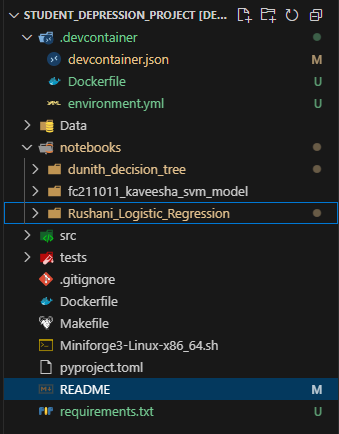 STUDENT_DEPRESSION_PROJECT [DE...
.devcontainer
devcontainer.json M
Dockerfile U
environment.yml U
Data
notebooks
dunith_decision_tree
fc211011_kaveesha_svm_model
Rushani_Logistic_Regression
src
tests
.gitignore
Dockerfile
Makefile
Miniforge3-Linux-x86_64.sh
pyproject.toml
README M
requirements.txt U